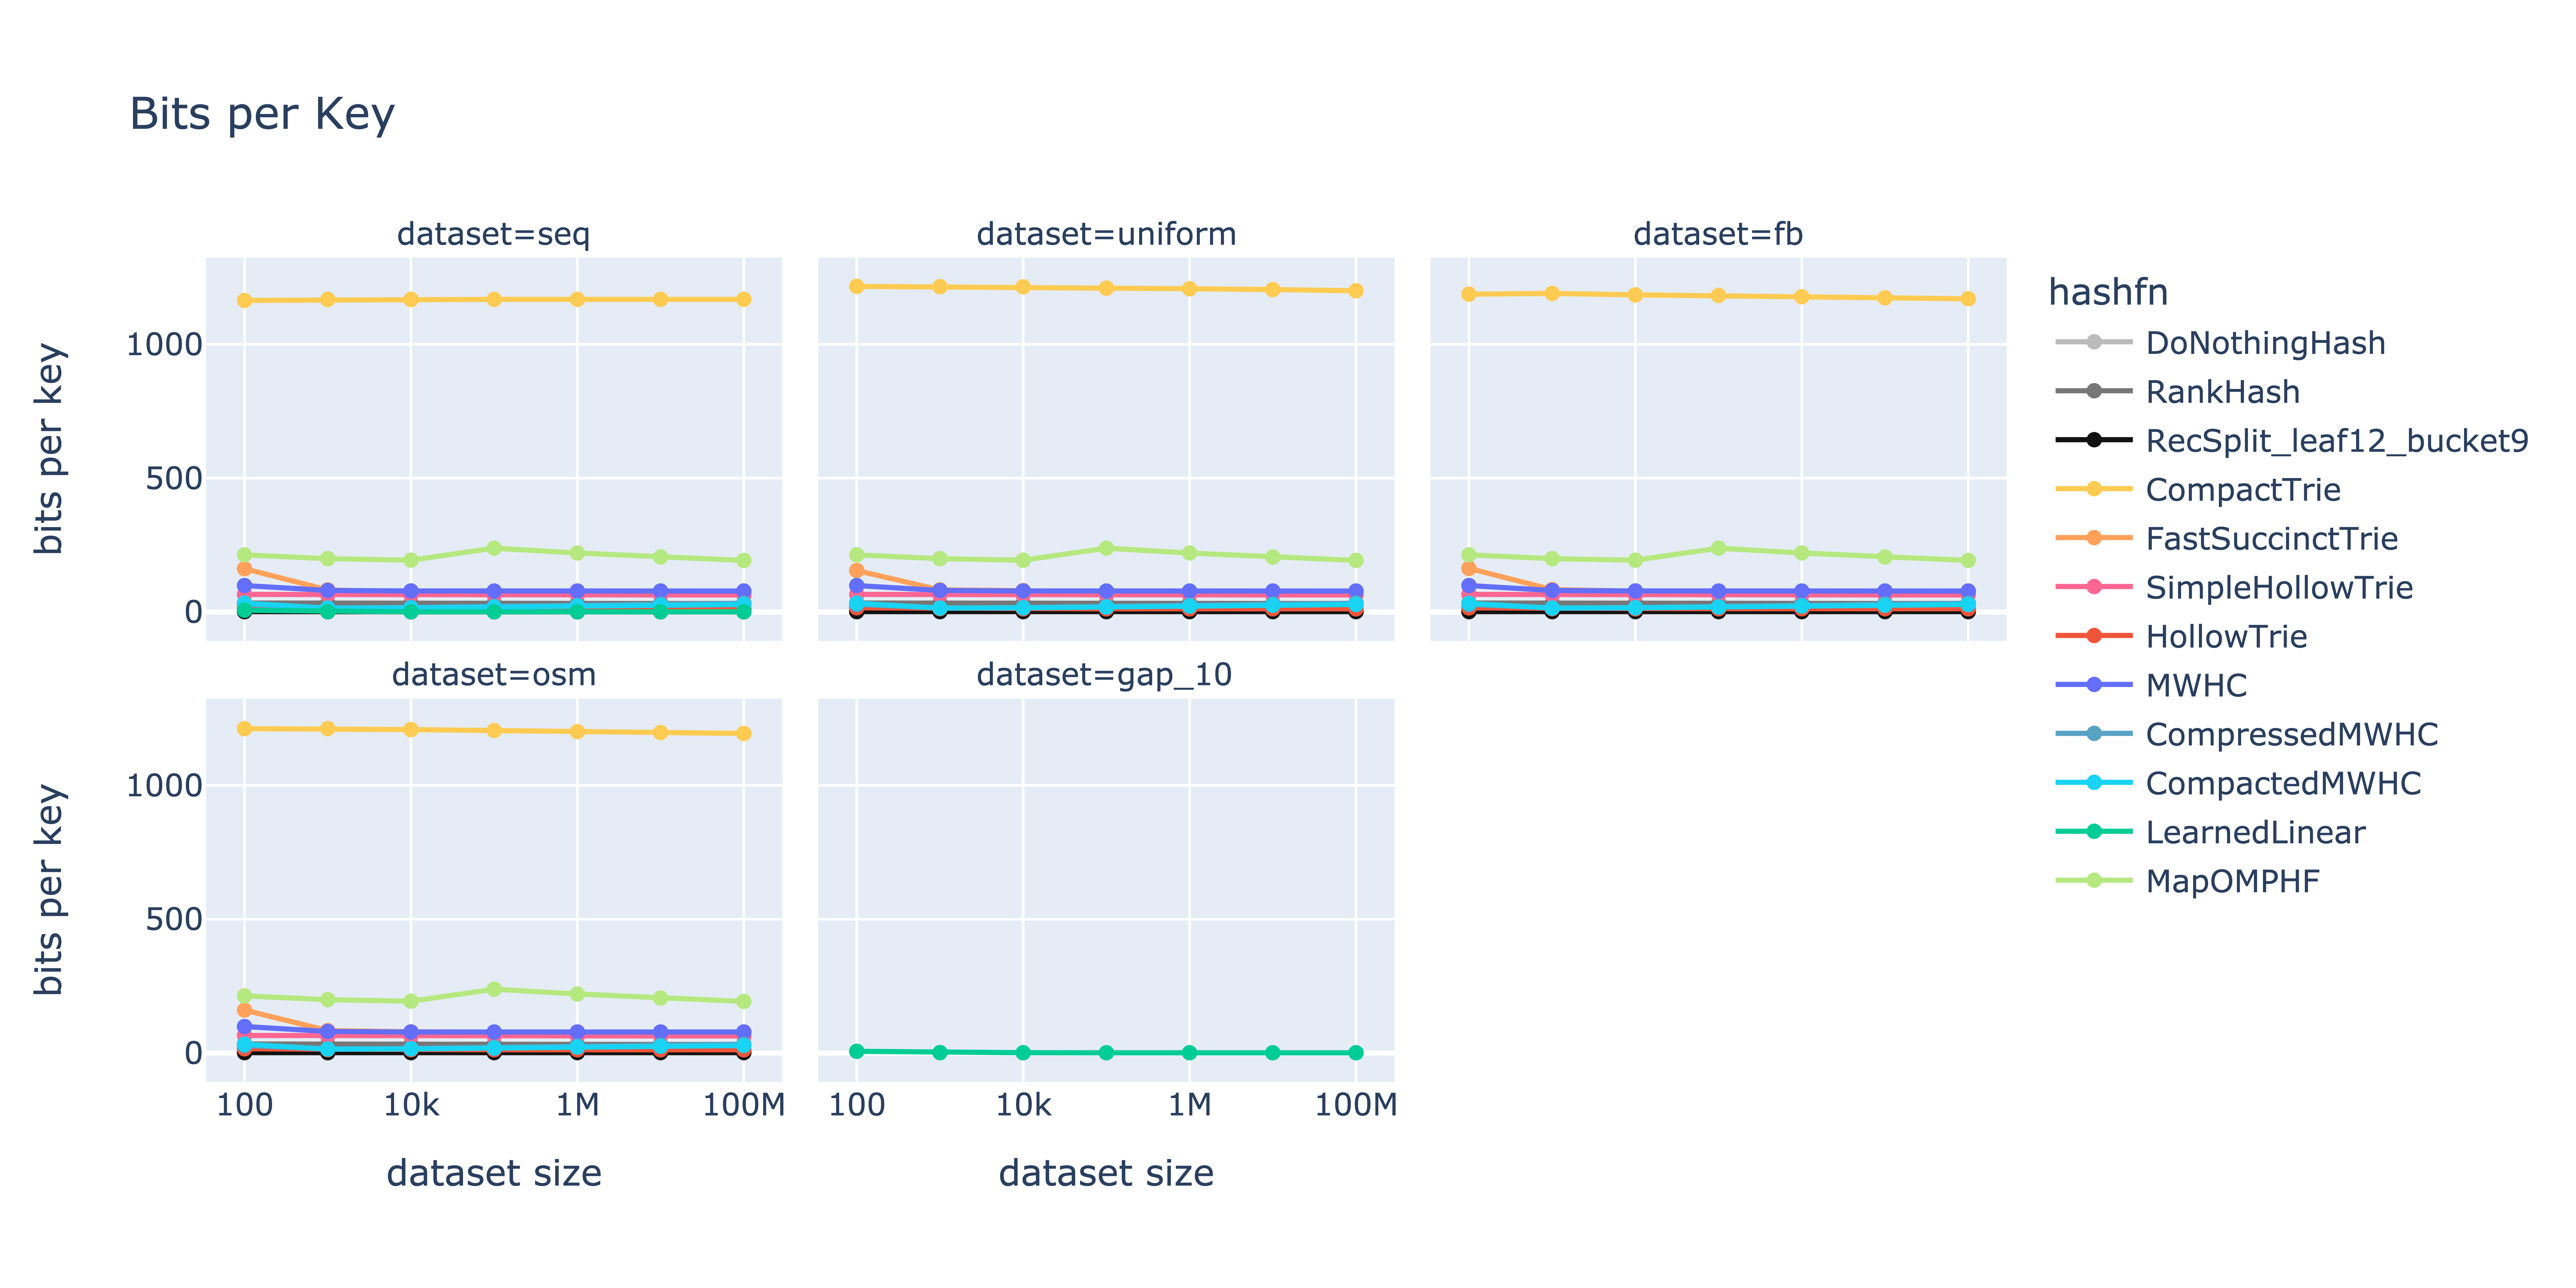 Bits per Key
dataset=seq
dataset=uniform
dataset=fb
1000
500
0
bits per key
dataset=osm
dataset=gap_10
1000
500
0
bits per key
100 10k 1M 100M
100 10k 1M 100M
dataset size
dataset size
hashfn
DoNothingHash
RankHash
RecSplit_leaf12_bucket9
CompactTrie
FastSuccinctTrie
SimpleHollowTrie
HollowTrie
MWHC
CompressedMWHC
CompactedMWHC
LearnedLinear
MapOMPHF